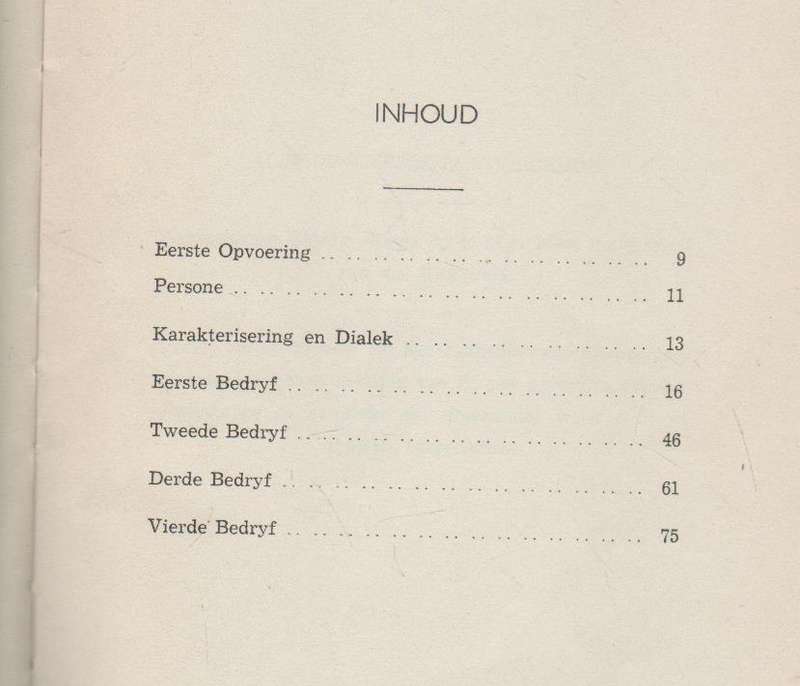 INHOUD
Eerste Opvoering .. .. .. .. .. .. .. .. .. .. .. .. .. 9
Persone .. .. .. .. .. .. .. .. .. .. .. .. .. .. .. .. 11
Karakterisering en Dialek .. .. .. .. .. .. .. .. .. .. 13
Eerste Bedryf .. .. .. .. .. .. .. .. .. .. .. .. .. .. 16
Tweede Bedryf .. .. .. .. .. .. .. .. .. .. .. .. .. .. 46
Derde Bedryf .. .. .. .. .. .. .. .. .. .. .. .. .. .. 61
Vierde Bedryf .. .. .. .. .. .. .. .. .. .. .. .. .. .. 75